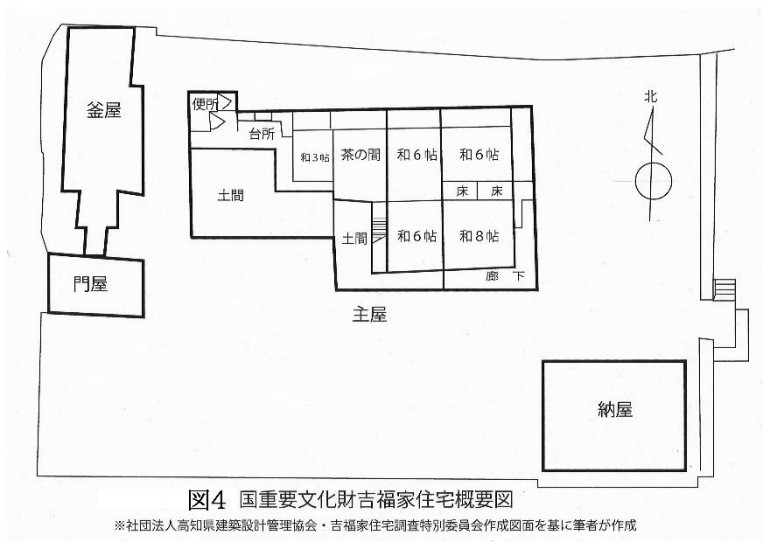 北
釜屋
便所
台所
和3帖
茶の間
和6帖
和6帖
土間
床
床
土間
和6帖
和8帖
廊 下
門屋
主屋
納屋
図4 国重要文化財吉福家住宅概要図
※社団法人高知県建築設計管理協会・吉福家住宅調査特別委員会作成図面を基に筆者が作成